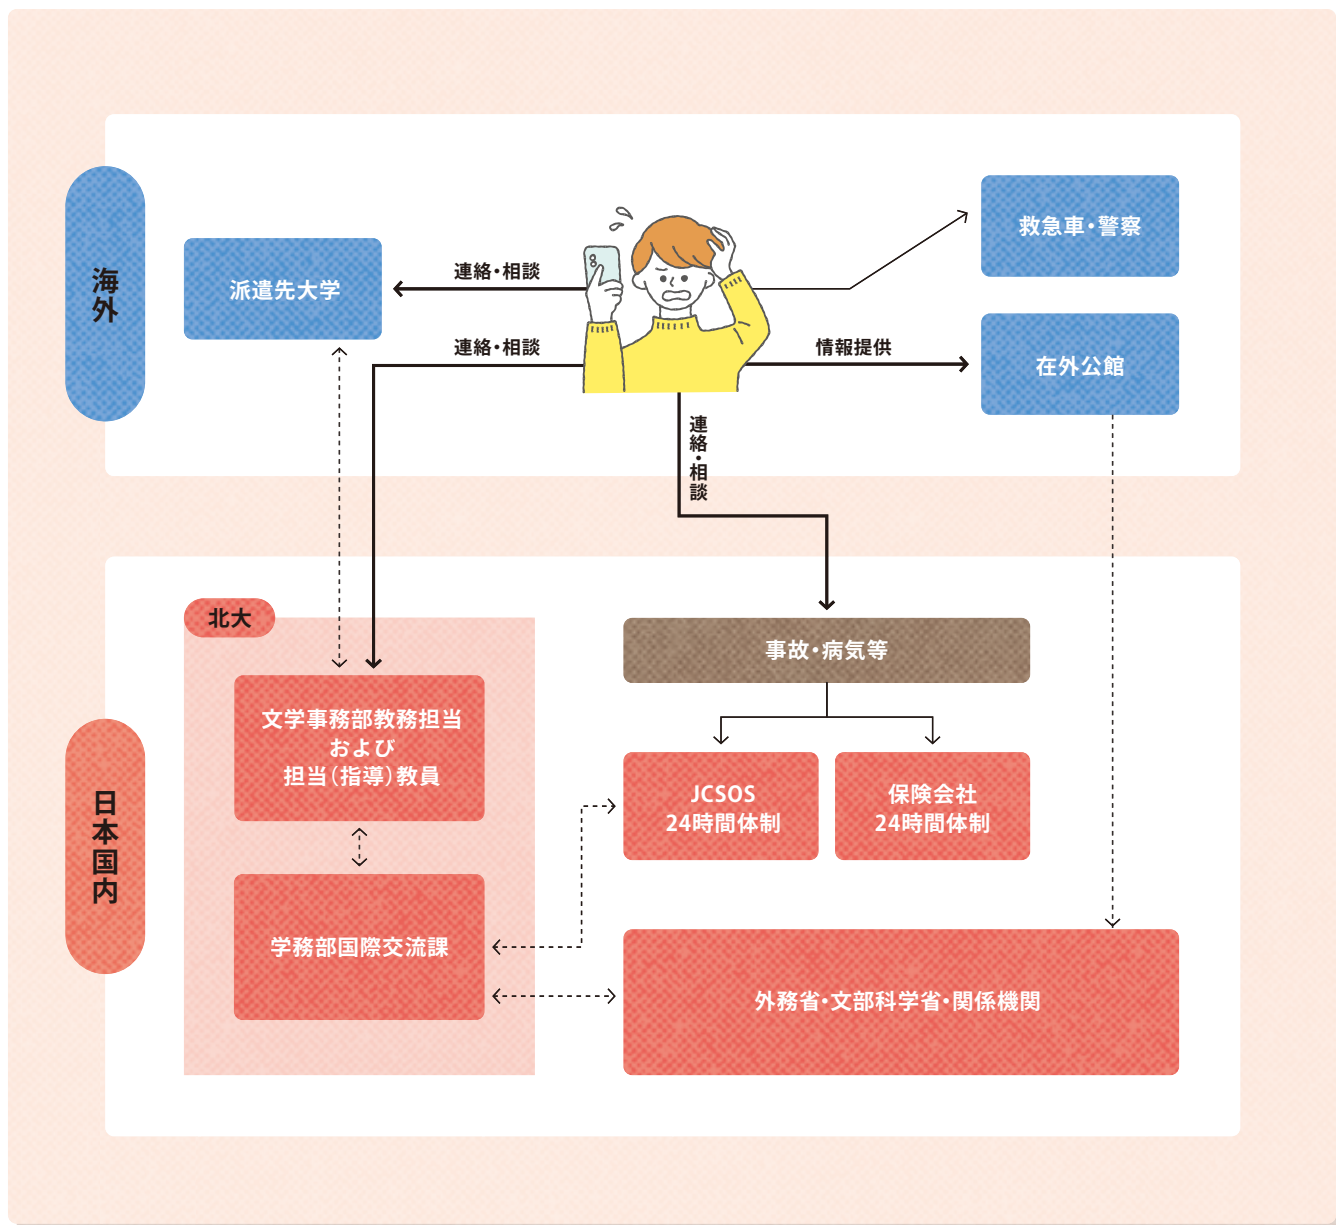 海外
派遣先大学
連絡・相談
連絡・相談
救急車・警察
情報提供
在外公館
連絡・相談
日本国内
北大
文学事務部教務担当
および
担当(指導)教員
学務部国際交流課
事故・病気等
JCSOS
24時間体制
保険会社
24時間体制
外務省・文部科学省・関係機関